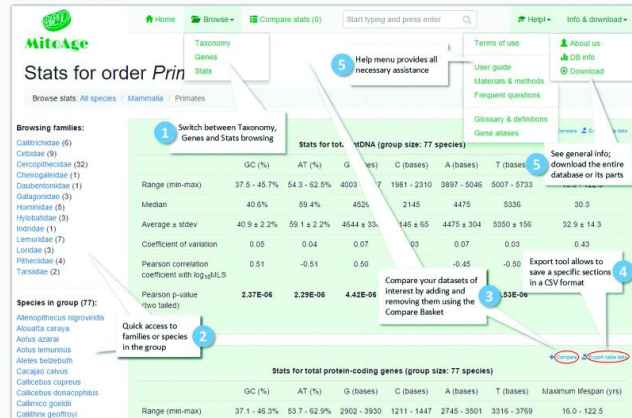 MitoAge
Home
Browse
Compare stats (0)
Start typing and press enter
Help!
Info & download
Taxonomy
Genes
Stats
Terms of use
User guide
Materials & methods
Frequent questions
Glossary & definitions
Gene aliases
About us
DB info
Download
5
Help menu provides all
necessary assistance
Stats for order
Browse stats: All species / Mammalia / Primates
1
Switch between Taxonomy,
Genes and Stats browsing
5
See general info;
download the entire
database or its parts
Browsing families:
Callitrichidae (6)
Cebidae (9)
Cercopithecidae (32)
Cheirogaleidae (1)
Daubentoniidae (1)
Galagonidae (3)
Hominidae (5)
Hylobatidae (3)
Indridae (1)
Lemuridae (7)
Loridae (3)
Pitheciidae (4)
Tarsiidae (2)
Species in group (77):
Allenopithecus nigroviridis
Alouatta caraya
Aotus azarai
Aotus lemurinus
Ateles belzebuth
Cacajao calvus
Callicebus cupreus
Callicebus donacophilus
Callimico goeldii
Callithrix geoffroyi
2
Quick access to
families or species
in the group
Stats for total mtDNA (group size: 77 species)
GC (%) AT (%) C (bases) A (bases) T (bases)
Range (min-max) 37.5 - 45.7% 54.3 - 62.5% 1981 - 2310 3897 - 5046 5007 - 5733
Median 40.6% 59.4% 4526 2145 4475 5336 30.3
Average ± stdev 40.9 ± 2.2% 59.1 ± 2.2% 4475 ± 304 5350 ± 156 32.9 ± 14.3
Coefficient of variation 0.05 0.04 0.07 0.07 0.03 0.43
Pearson correlation
coefficient with log10MLS 0.51 -0.51 0.50 -0.45 -0.50
Pearson p-value
(two tailed) 2.37E-06 2.29E-06 4.42E-06
3
Compare your datasets of
interest by adding and
removing them using the
Compare Basket
4
Export tool allows to
save a specific sections
in a CSV format
Compare Export table data
Stats for total protein-coding genes (group size: 77 species)
GC (%) AT (%) G (bases) C (bases) A (bases) T (bases) Maximum lifespan (yrs)
Range (min-max) 37.1 - 46.3% 53.7 - 62.9% 2902 - 3930 1211 - 1447 2745 - 3501 3316 - 3769 16.0 - 122.5